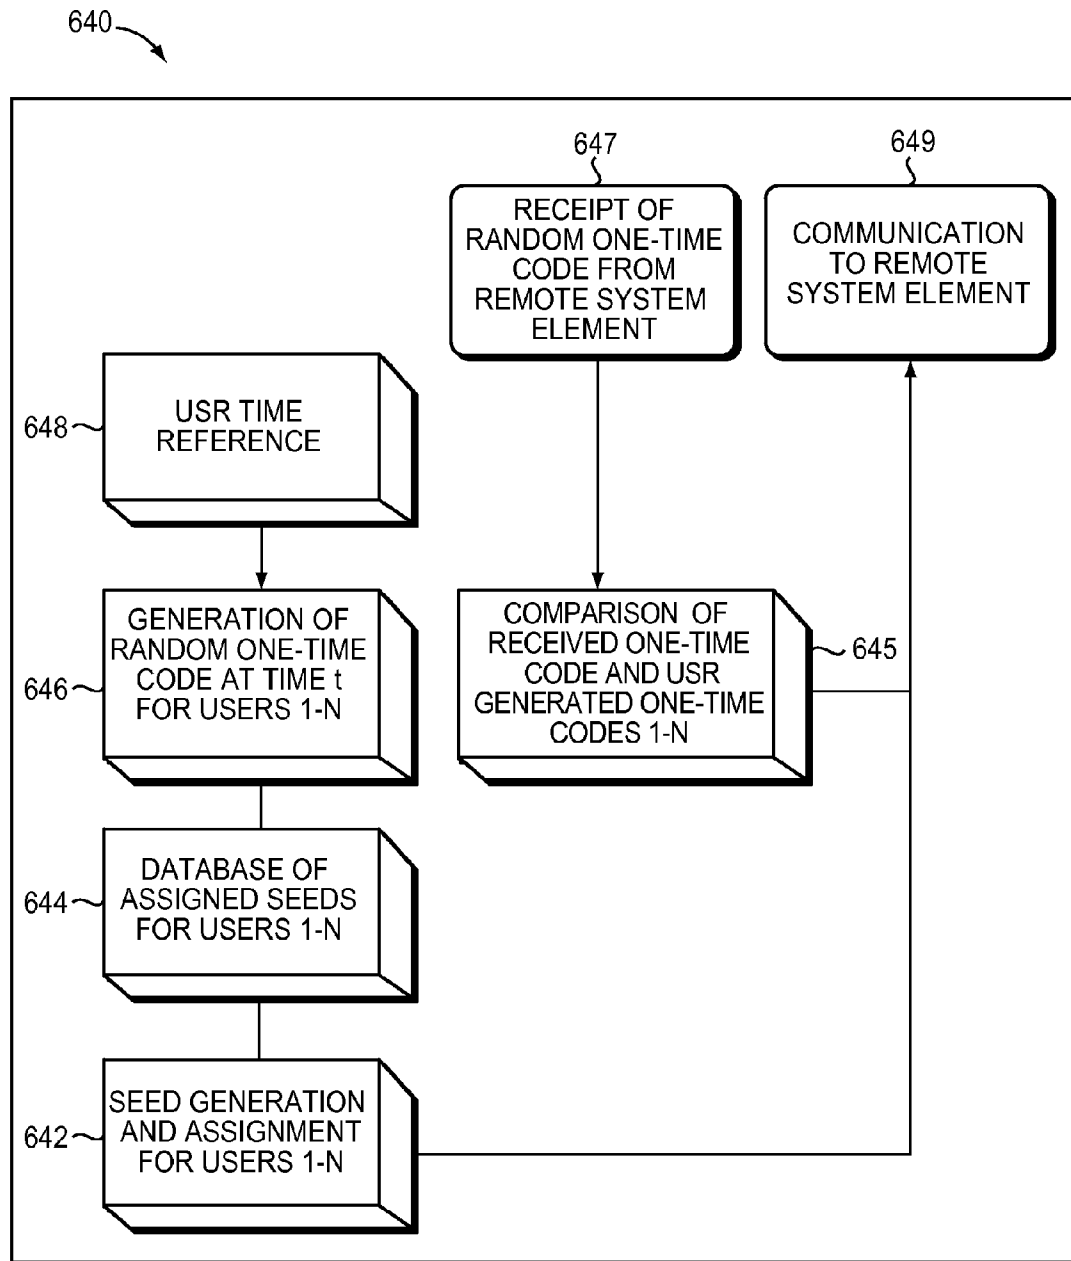 640
647
649
RECEIPT OF
RANDOM ONE-TIME
CODE FROM
REMOTE SYSTEM
ELEMENT
COMMUNICATION
TO REMOTE
SYSTEM ELEMENT
648
USR TIME
REFERENCE
646
GENERATION OF
RANDOM ONE-TIME
CODE AT TIME t
FOR USERS 1-N
COMPARISON OF
RECEIVED ONE-TIME
CODE AND USR
GENERATED ONE-TIME
CODES 1-N
645
644
DATABASE OF
ASSIGNED SEEDS
FOR USERS 1-N
642
SEED GENERATION
AND ASSIGNMENT
FOR USERS 1-N